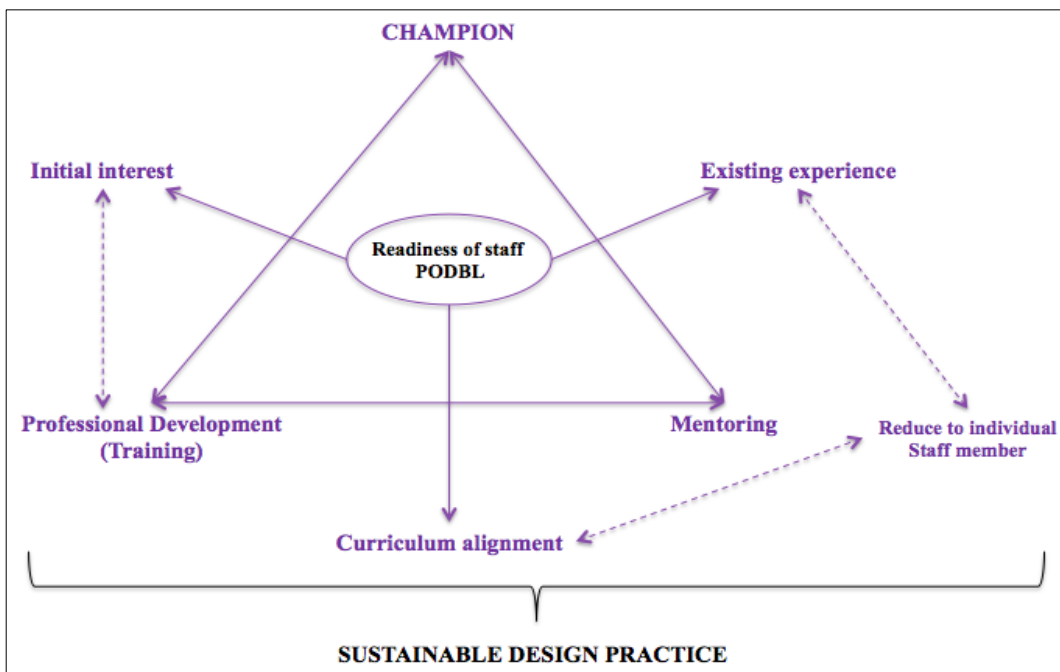 CHAMPION
Initial interest
Existing experience
Readiness of staff
PODBL
Professional Development
(Training)
Mentoring
Reduce to individual
Staff member
Curriculum alignment
SUSTAINABLE DESIGN PRACTICE